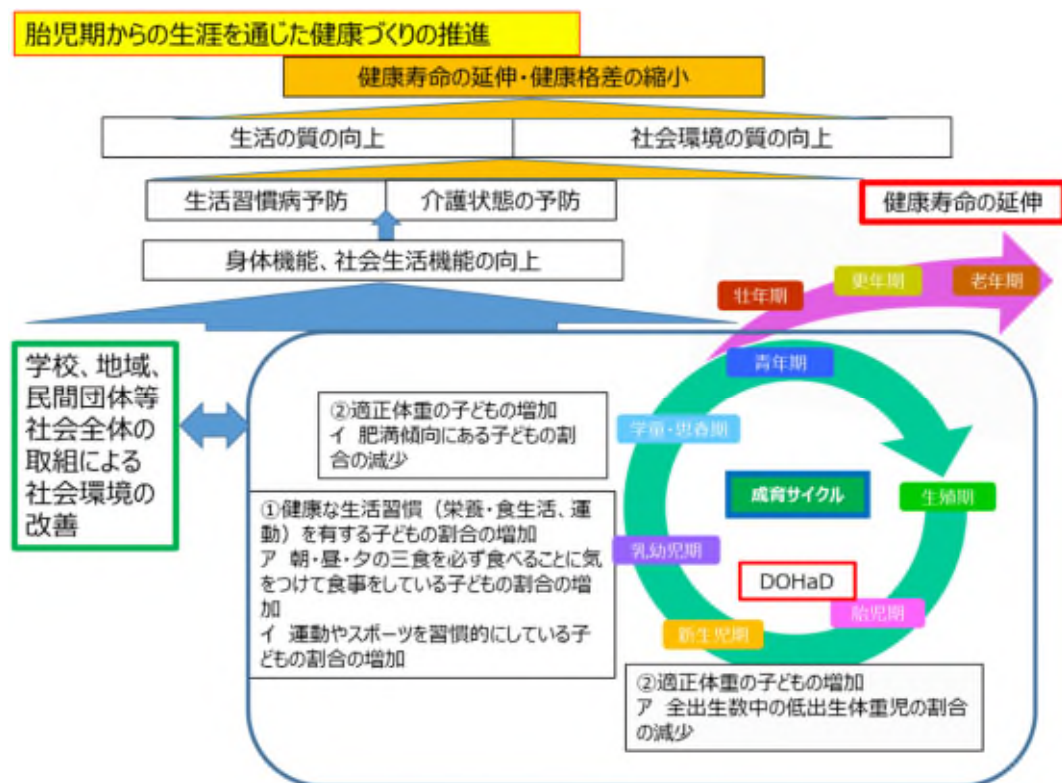 胎児期からの生涯を通じた健康づくりの推進
健康寿命の延伸・健康格差の縮小
生活の質の向上
社会環境の質の向上
生活習慣病予防
介護状態の予防
健康寿命の延伸
身体機能、社会生活機能の向上
壮年期
更年期
老年期
学校、地域、
民間団体等
社会全体の
取組による
社会環境の
改善
青年期
②適正体重の子どもの増加
イ 肥満傾向にある子どもの割
合の減少
学童・思春期
成育サイクル
生殖期
①健康な生活習慣（栄養・食生活、運
動）を有する子どもの割合の増加
ア 朝・昼・夕の三食を必ず食べることに気
をつけて食事をしている子どもの割合の増
加
イ 運動やスポーツを習慣的にしている子
どもの割合の増加
乳幼児期
DOHaD
胎児期
新生児期
②適正体重の子どもの増加
ア 全出生数中の低出生体重児の割合
の減少